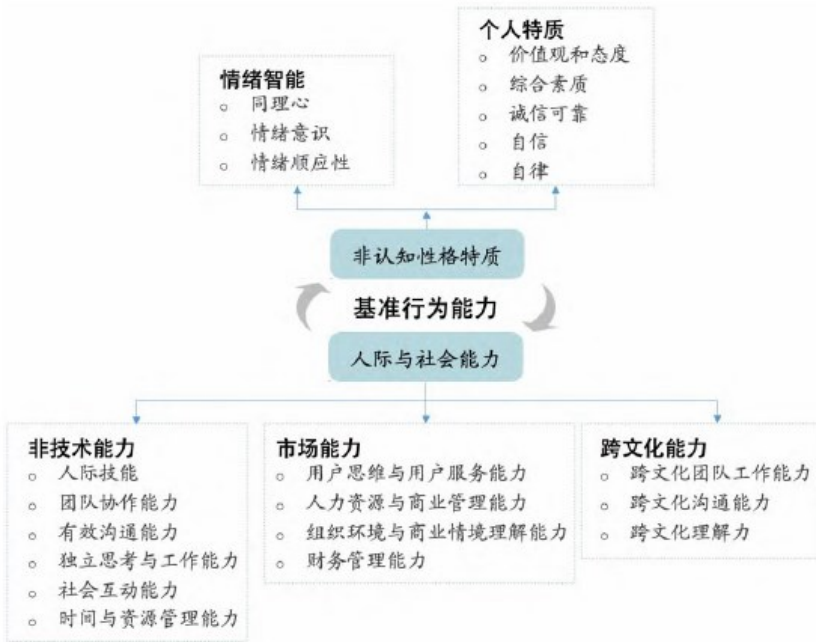 个人特质
价值观和态度
综合素质
诚信可靠
自信
自律
情绪智能
同理心
情绪意识
情绪顺应性
非认知性格特质
基准行为能力
人际与社会能力
非技术能力
人际技能
团队协作能力
有效沟通能力
独立思考与工作能力
社会互动能力
时间与资源管理能力
市场能力
用户思维与用户服务能力
人力资源与商业管理能力
组织环境与商业情境理解能力
财务管理能力
跨文化能力
跨文化团队工作能力
跨文化沟通能力
跨文化理解力